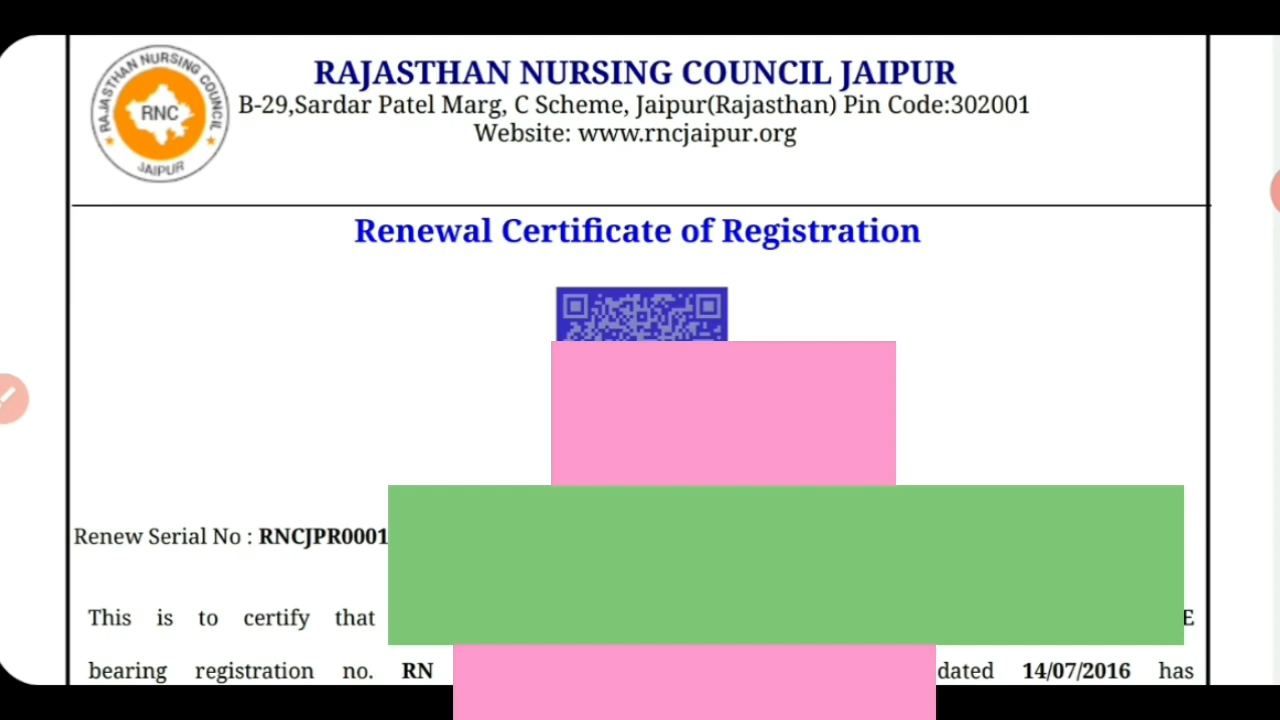 RAJASTHAN NURSING COUNCIL
RNC
JAIPUR
RAJASTHAN NURSING COUNCIL JAIPUR
B-29,Sardar Patel Marg, C Scheme, Jaipur(Rajasthan) Pin Code:302001
Website: www.rncjaipur.org
Renewal Certificate of Registration
Renew Serial No : RNCJPR0001
This is to certify that E
bearing registration no. RN dated 14/07/2016 has